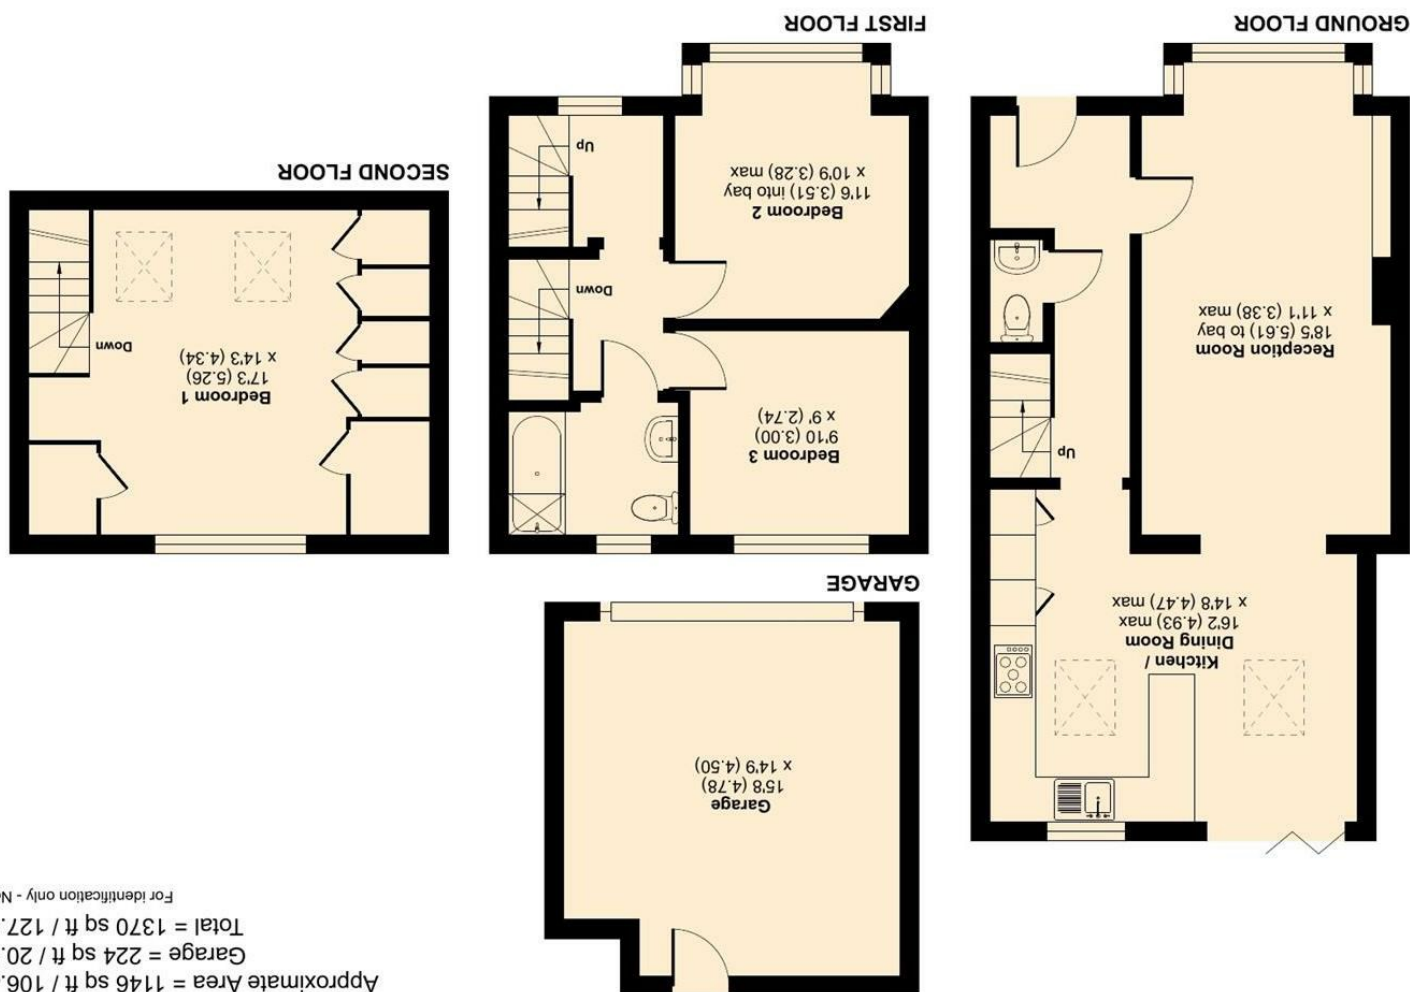 Approximate Area = 1146 sq ft / 106.
Garage = 224 sq ft / 20.
Total = 1370 sq ft / 127.
For identification only -
Garage
15'8 (4.78)
x 14'9 (4.50)
GARAGE
Kitchen /
Dining Room
16'2 (4.93) max
x 14'8 (4.47) max
Up
Reception Room
18'5 (5.61) to bay
x 11'1 (3.38) max
GROUND FLOOR
Bedroom 3
9'10 (3.00)
x 9' (2.74)
Down
Bedroom 2
11'6 (3.51) into bay
x 10'9 (3.28) max
Up
FIRST FLOOR
Bedroom 1
17'3 (5.26)
x 14'3 (4.34)
Down
SECOND FLOOR